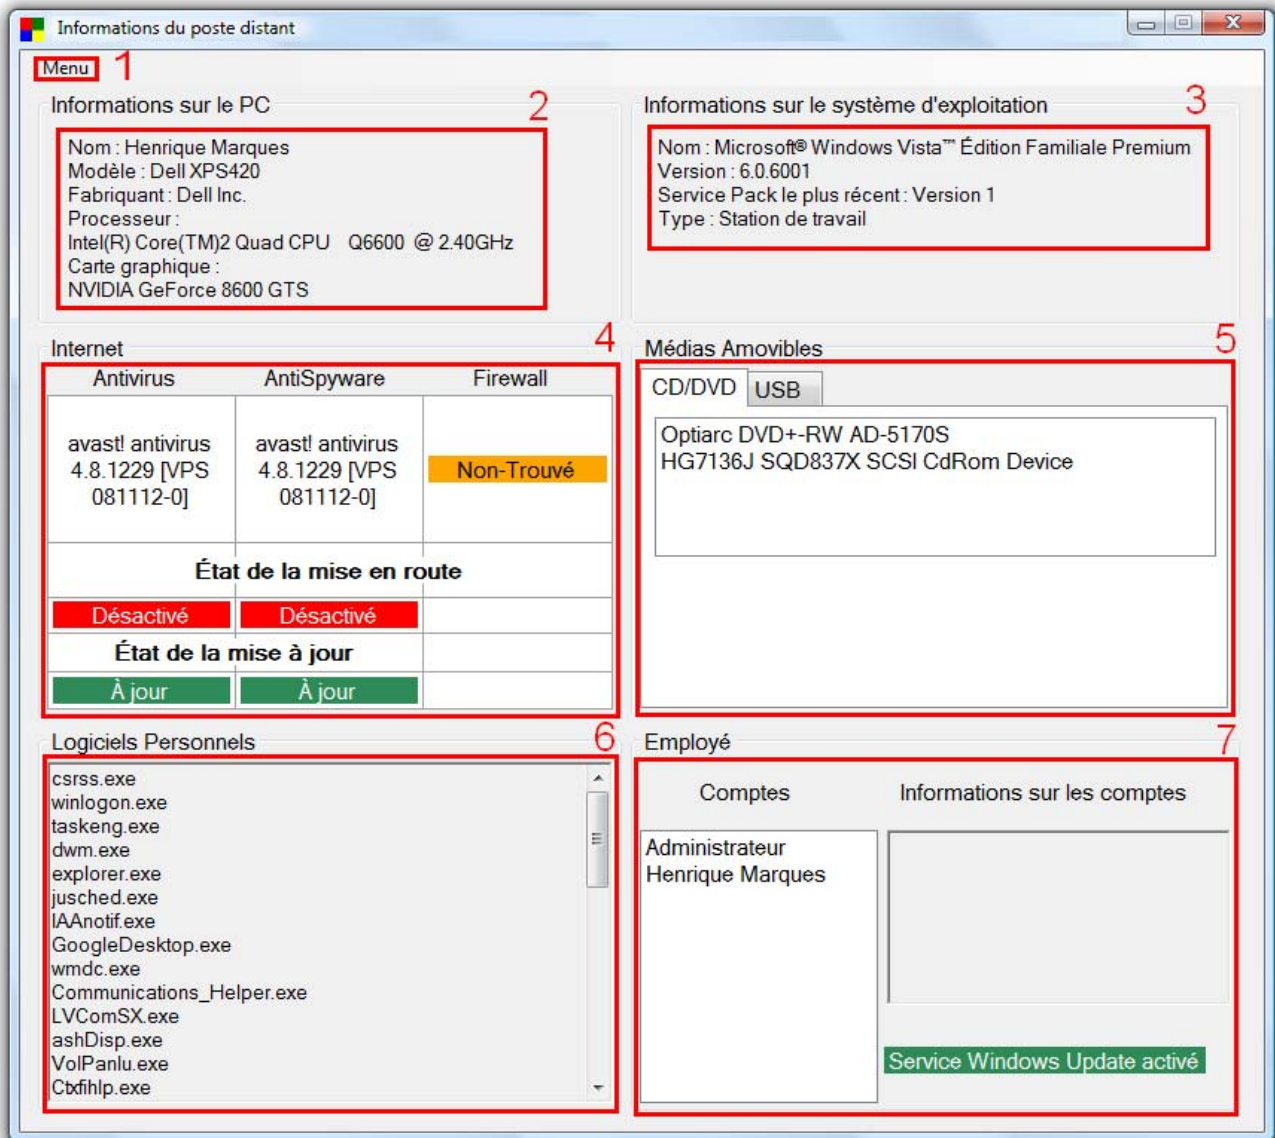 Informations du poste distant
Menu 1
Informations sur le PC 2
Nom : Henrique Marques
Modèle : Dell XPS420
Fabriquant : Dell Inc.
Processeur :
Intel(R) Core(TM)2 Quad CPU Q6600 @ 2.40GHz
Carte graphique :
NVIDIA GeForce 8600 GTS
Informations sur le système d'exploitation 3
Nom : Microsoft® Windows Vista™ Édition Familiale Premium
Version : 6.0.6001
Service Pack le plus récent : Version 1
Type : Station de travail
Internet 4
Antivirus AntiSpyware Firewall
avast! antivirus avast! antivirus
4.8.1229 [VPS 4.8.1229 [VPS Non-Trouvé
081112-0] 081112-0]
État de la mise en route
Désactivé Désactivé
État de la mise à jour
À jour À jour
Médias Amovibles 5
CD/DVD USB
Optiarc DVD+-RW AD-5170S
HG7136J SQD837X SCSI CdRom Device
Logiciels Personnels 6
csrss.exe
winlogon.exe
taskeng.exe
dwm.exe
explorer.exe
jusched.exe
IAAnotif.exe
GoogleDesktop.exe
wmdc.exe
Communications_Helper.exe
LVComSX.exe
ashDisp.exe
VolPanlu.exe
Ctxfihlp.exe
Employé 7
Comptes Informations sur les comptes
Administrateur
Henrique Marques
Service Windows Update activé